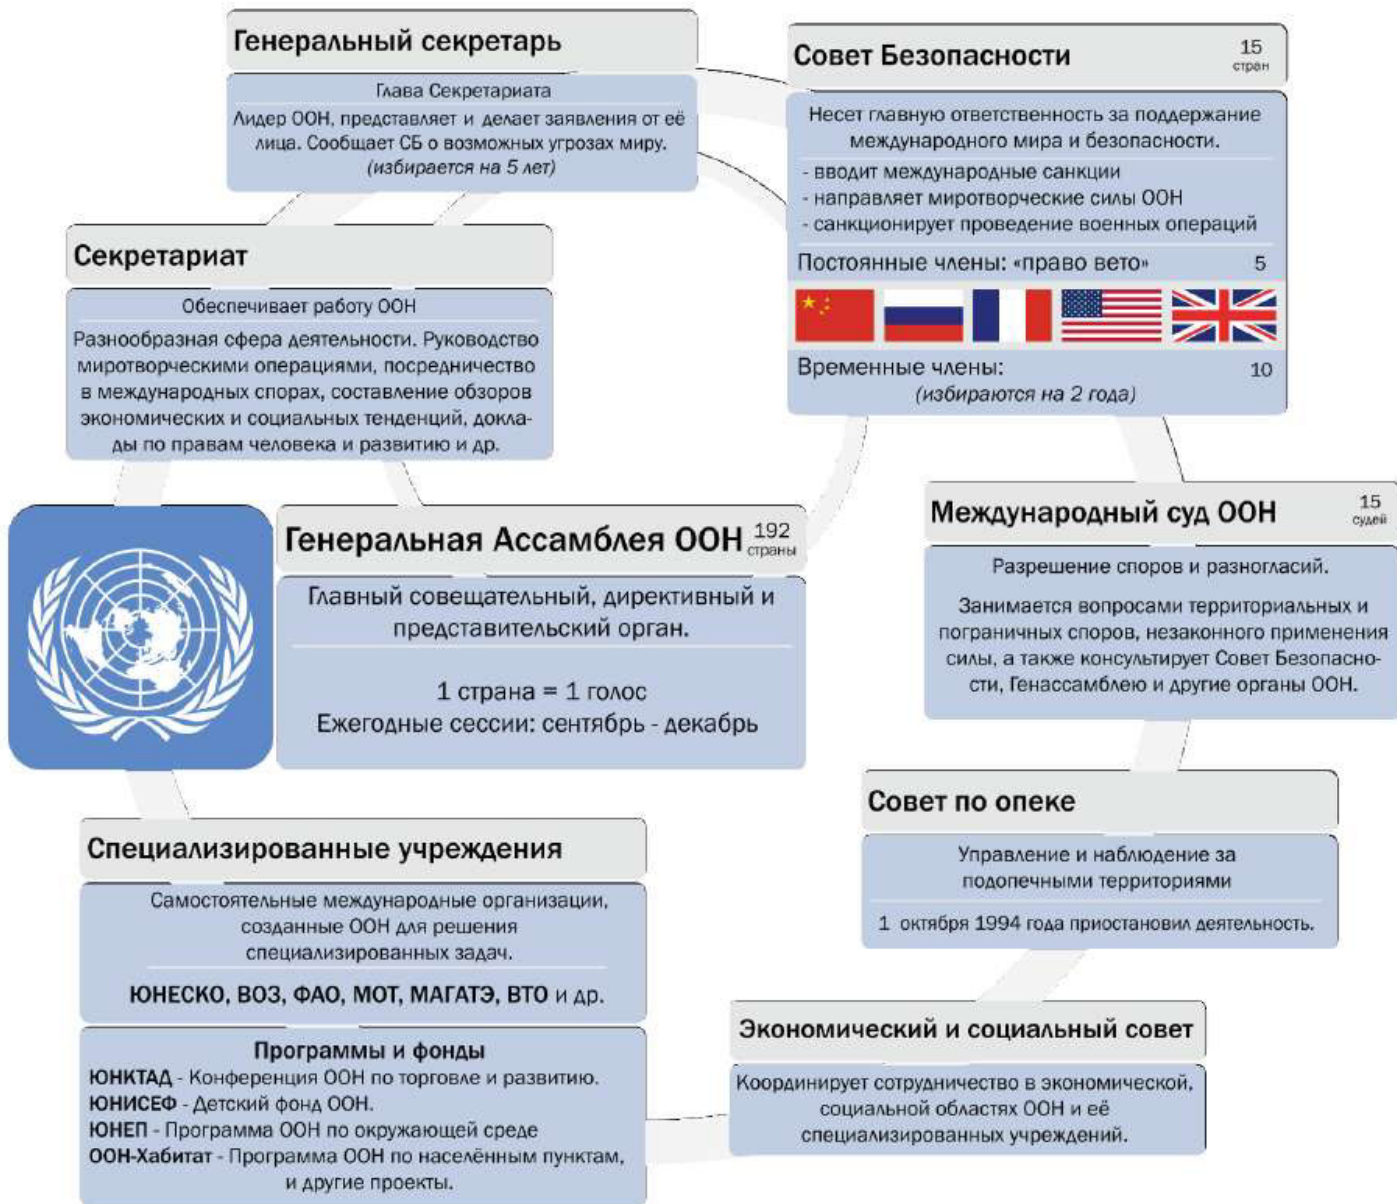 Генеральный секретарь
Глава Секретариата
Лидер ООН, представляет и делает заявления от её
лица. Сообщает СБ о возможных угрозах миру.
(избирается на 5 лет)
Совет Безопасности 15
стран
Несет главную ответственность за поддержание
международного мира и безопасности.
- вводит международные санкции
- направляет миротворческие силы ООН
- санкционирует проведение военных операций
Постоянные члены: «право вето» 5
Временные члены: 10
(избираются на 2 года)
Секретариат
Обеспечивает работу ООН
Разнообразная сфера деятельности. Руководство
миротворческими операциями, посредничество
в международных спорах, составление обзоров
экономических и социальных тенденций, докла-
ды по правам человека и развитию и др.
Генеральная Ассамблея ООН 192
страны
Главный совещательный, директивный и
представительский орган.
1 страна = 1 голос
Ежегодные сессии: сентябрь - декабрь
Международный суд ООН 15
судей
Разрешение споров и разногласий.
Занимается вопросами территориальных и
пограничных споров, незаконного применения
силы, а также консультирует Совет Безопасно-
сти, Генассамблею и другие органы ООН.
Совет по опеке
Управление и наблюдение за
подопечными территориями
1 октября 1994 года приостановил деятельность.
Специализированные учреждения
Самостоятельные международные организации,
созданные ООН для решения
специализированных задач.
ЮНЕСКО, ВОЗ, ФАО, МОТ, МАГАТЭ, ВТО и др.
Программы и фонды
ЮНКТАД - Конференция ООН по торговле и развитию.
ЮНИСЕФ - Детский фонд ООН.
ЮНЕП - Программа ООН по окружающей среде
ООН-Хабитат - Программа ООН по населённым пунктам,
и другие проекты.
Экономический и социальный совет
Координирует сотрудничество в экономической,
социальной областях ООН и её
специализированных учреждений.